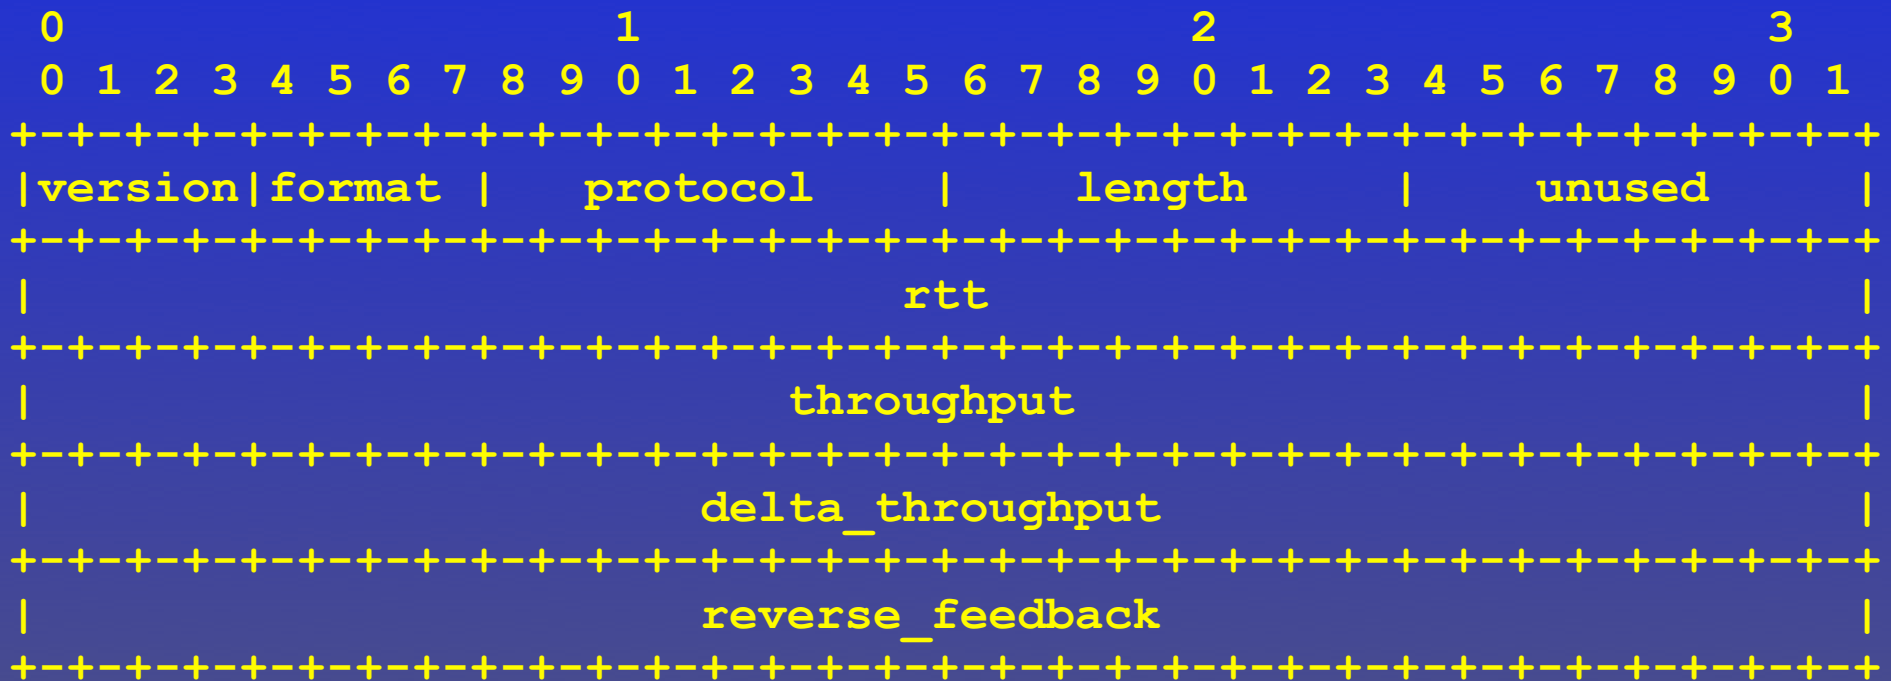 0                   1                   2                   3
 0 1 2 3 4 5 6 7 8 9 0 1 2 3 4 5 6 7 8 9 0 1 2 3 4 5 6 7 8 9 0 1
+-+-+-+-+-+-+-+-+-+-+-+-+-+-+-+-+-+-+-+-+-+-+-+-+-+-+-+-+-+-+-+-+
|version|format |   protocol    |    length     |    unused     |
+-+-+-+-+-+-+-+-+-+-+-+-+-+-+-+-+-+-+-+-+-+-+-+-+-+-+-+-+-+-+-+-+
|                              rtt                              |
+-+-+-+-+-+-+-+-+-+-+-+-+-+-+-+-+-+-+-+-+-+-+-+-+-+-+-+-+-+-+-+-+
|                          throughput                           |
+-+-+-+-+-+-+-+-+-+-+-+-+-+-+-+-+-+-+-+-+-+-+-+-+-+-+-+-+-+-+-+-+
|                       delta_throughput                        |
+-+-+-+-+-+-+-+-+-+-+-+-+-+-+-+-+-+-+-+-+-+-+-+-+-+-+-+-+-+-+-+-+
|                       reverse_feedback                        |
+-+-+-+-+-+-+-+-+-+-+-+-+-+-+-+-+-+-+-+-+-+-+-+-+-+-+-+-+-+-+-+-+